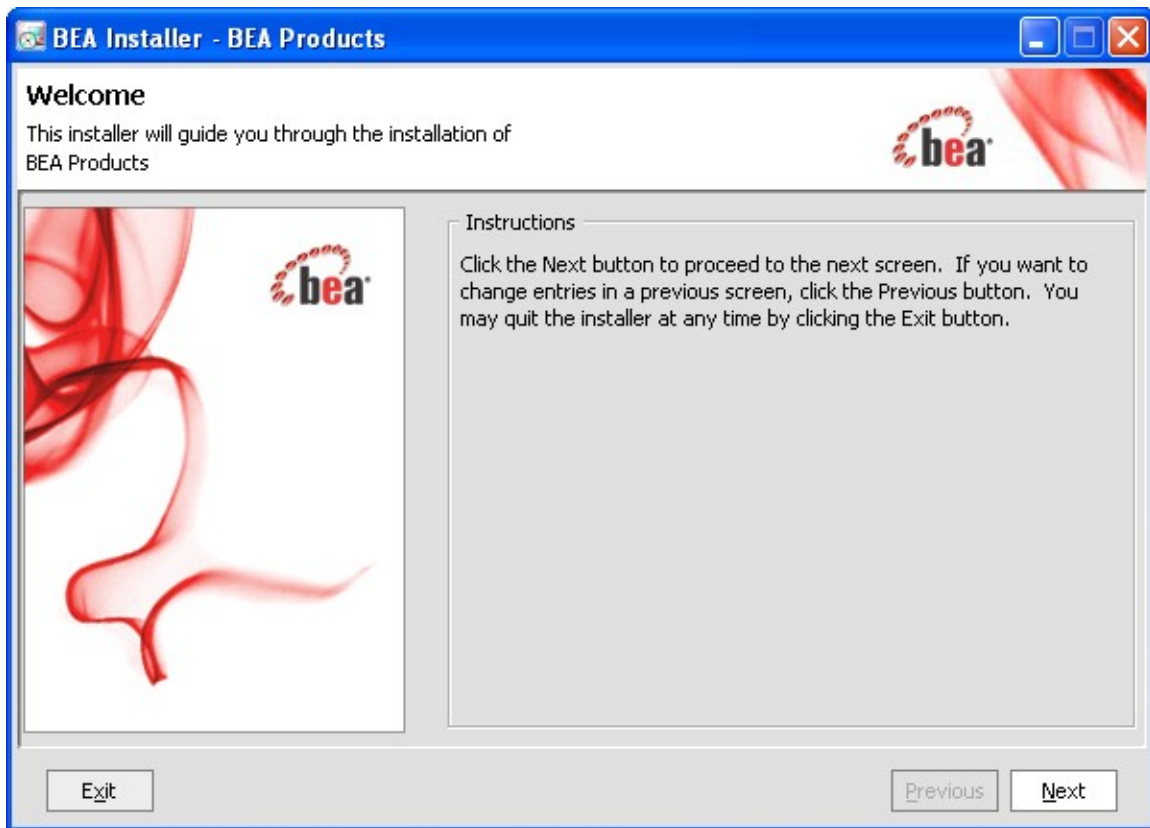 BEA Installer - BEA Products
Welcome
This installer will guide you through the installation of
BEA Products
bea
bea
Instructions
Click the Next button to proceed to the next screen.  If you want to
change entries in a previous screen, click the Previous button.  You
may quit the installer at any time by clicking the Exit button.
Exit
Previous
Next